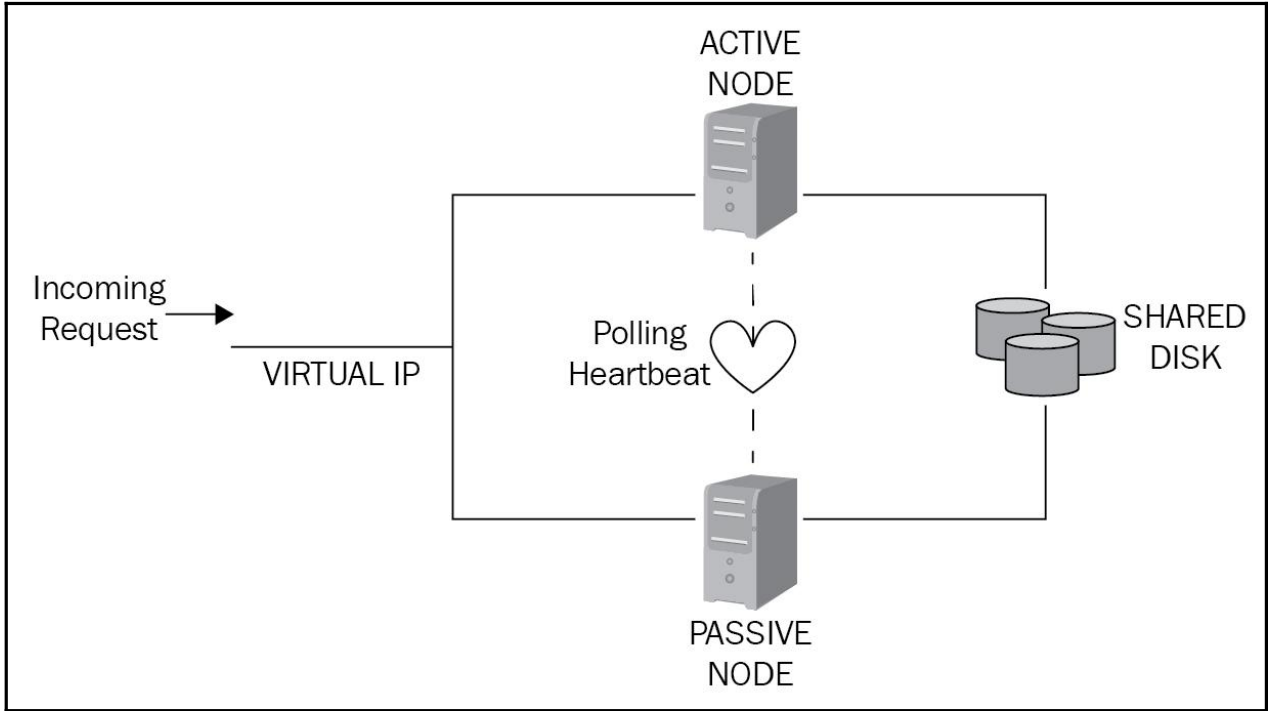 ACTIVE
NODE
Incoming
Request
VIRTUAL IP
Polling
Heartbeat
SHARED
DISK
PASSIVE
NODE